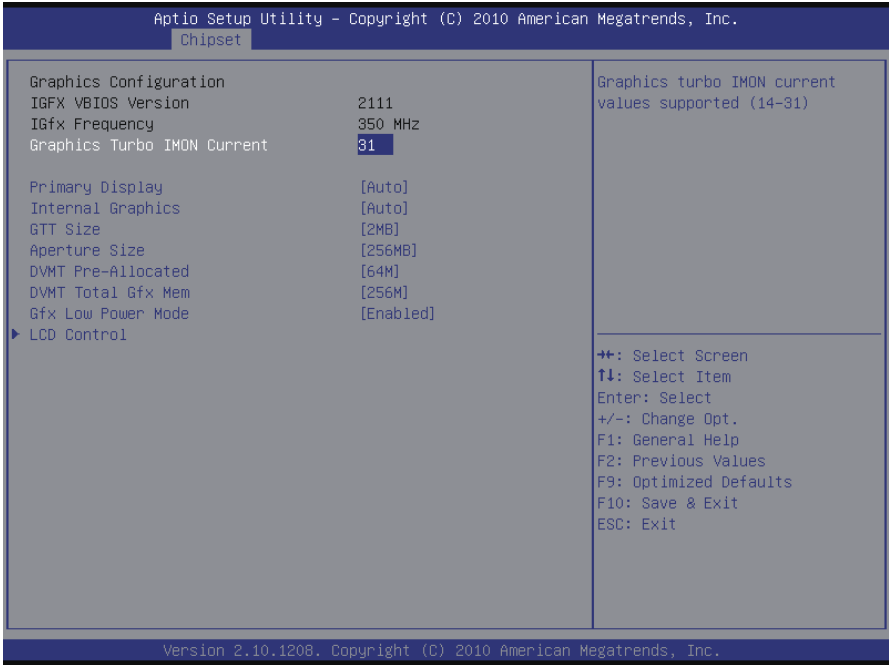 Aptio Setup Utility – Copyright (C) 2010 American Megatrends, Inc.
Chipset
Graphics Configuration
IGFX VBIOS Version 2111
IGfx Frequency 350 MHz
Graphics Turbo IMON Current 31
Primary Display [Auto]
Internal Graphics [Auto]
GTT Size [2MB]
Aperture Size [256MB]
DVMT Pre-Allocated [64M]
DVMT Total Gfx Mem [256M]
Gfx Low Power Mode [Enabled]
▶ LCD Control
Graphics turbo IMON current
values supported (14-31)
→←: Select Screen
↑↓: Select Item
Enter: Select
+/-: Change Opt.
F1: General Help
F2: Previous Values
F9: Optimized Defaults
F10: Save & Exit
ESC: Exit
Version 2.10.1208. Copyright (C) 2010 American Megatrends, Inc.